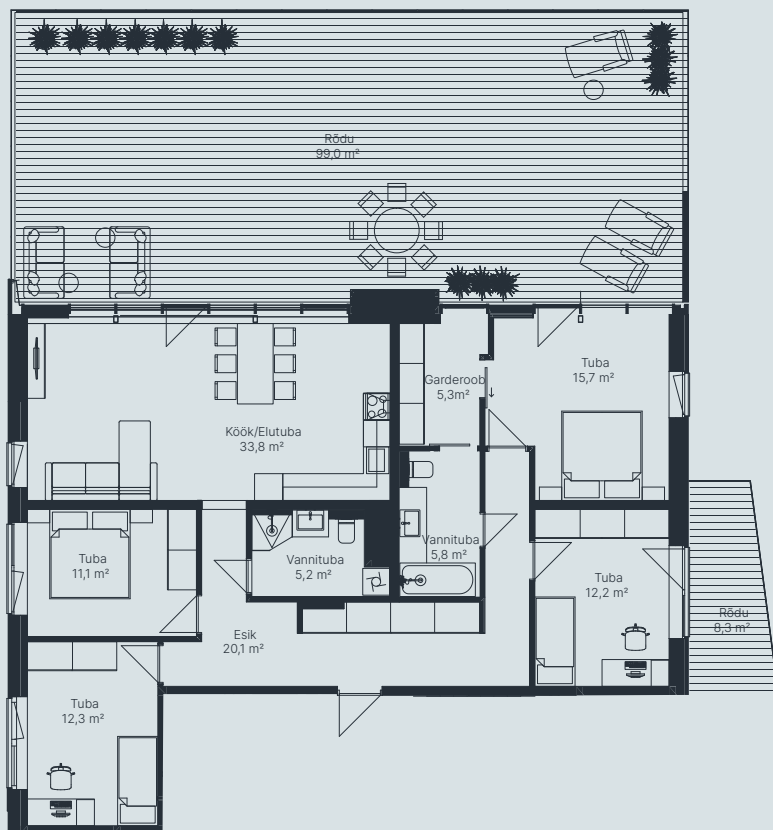 Rõdu
99,0 m²
Tuba
15,7 m²
Garderoob
5,3m²
Köök/Elutuba
33,8 m²
Vannituba
5,8 m²
Tuba
11,1 m²
Vannituba
5,2 m²
Tuba
12,2 m²
Rõdu
8,3 m²
Esik
20,1 m²
Tuba
12,3 m²